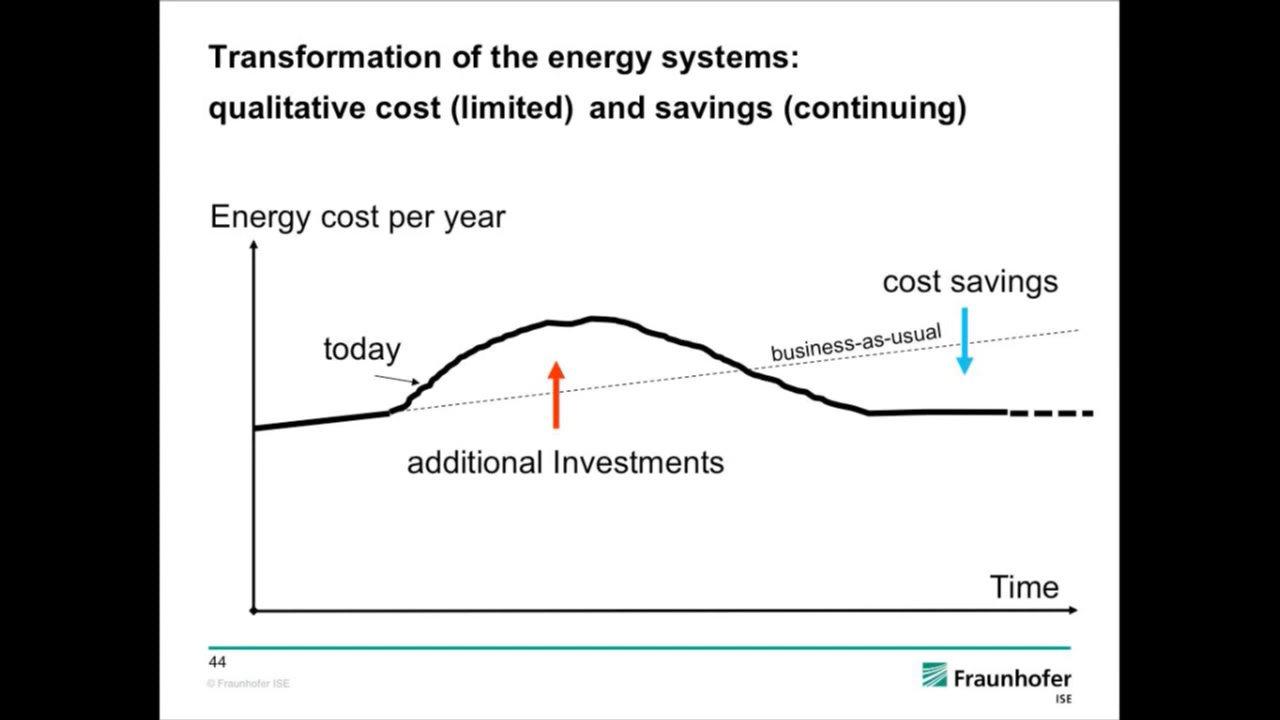 Transformation of the energy systems:
qualitative cost (limited) and savings (continuing)
Energy cost per year
cost savings
business-as-usual
today
additional Investments
Time
44
© Fraunhofer ISE
Fraunhofer
ISE